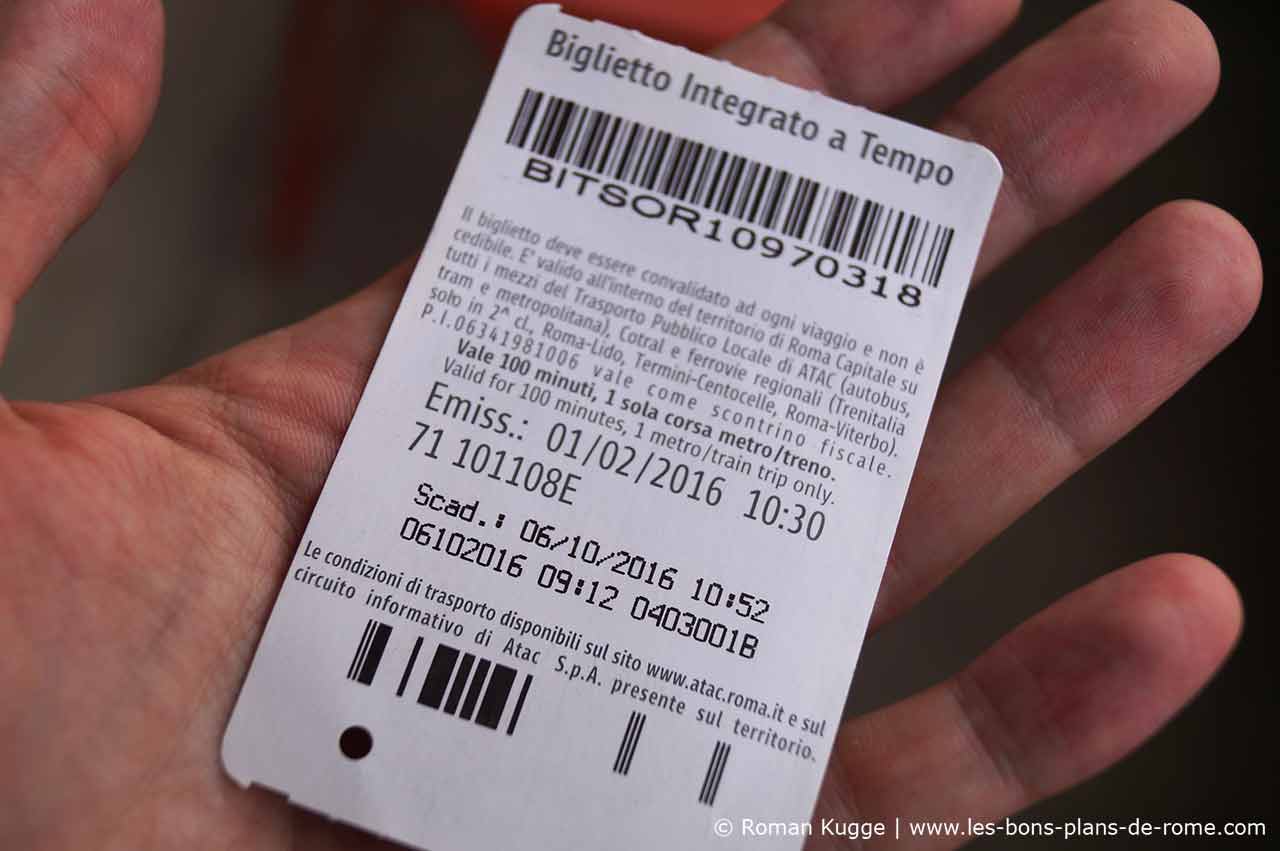 Biglietto Integrato a Tempo
BITSOR10970318
Il biglietto deve essere convalidato ad ogni viaggio e non è
cedibile. E' valido all'interno del territorio di Roma Capitale su
tutti i mezzi del Trasporto Pubblico Locale di ATAC (autobus,
tram e metropolitana), Cotral e ferrovie regionali (Trenitalia
solo in 2^ cl., Roma-Lido, Termini-Centocelle, Roma-Viterbo).
P.I.06341981006 vale come scontrino fiscale.
Vale 100 minuti, 1 sola corsa metro/treno.
Valid for 100 minutes, 1 metro/train trip only.
Emiss.: 01/02/2016 10:30
71 101108E
Scad.: 06/10/2016 10:52
06102016 09:12 0403001B
Le condizioni di trasporto disponibili sul sito www.atac.roma.it e sul
circuito informativo di Atac S.p.A. presente sul territorio.
© Roman Kugge | www.les-bons-plans-de-rome.com